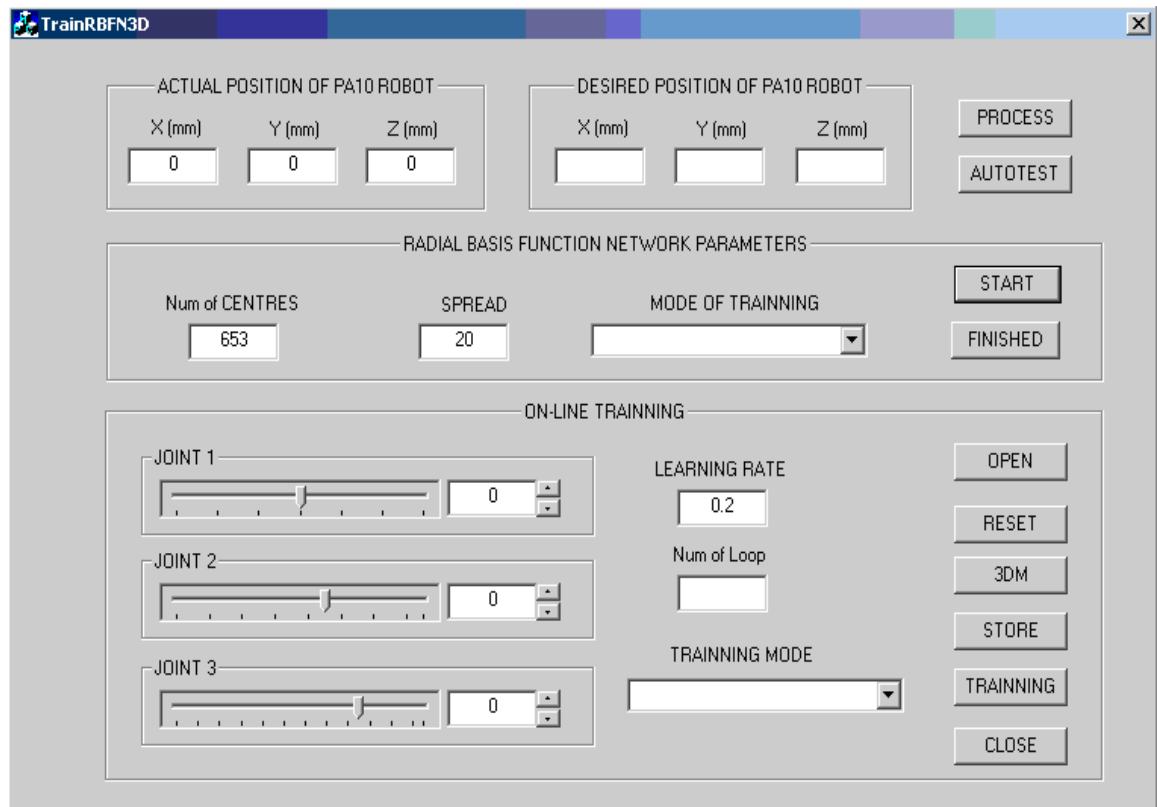 TrainRBFN3D
ACTUAL POSITION OF PA10 ROBOT
X (mm) Y (mm) Z (mm)
0 0 0
DESIRED POSITION OF PA10 ROBOT
X (mm) Y (mm) Z (mm)
PROCESS
AUTOTEST
RADIAL BASIS FUNCTION NETWORK PARAMETERS
Num of CENTRES
653
SPREAD
20
MODE OF TRAINNING
START
FINISHED
ON-LINE TRAINNING
JOINT 1
0
JOINT 2
0
JOINT 3
0
LEARNING RATE
0.2
Num of Loop
TRAINNING MODE
OPEN
RESET
3DM
STORE
TRAINNING
CLOSE